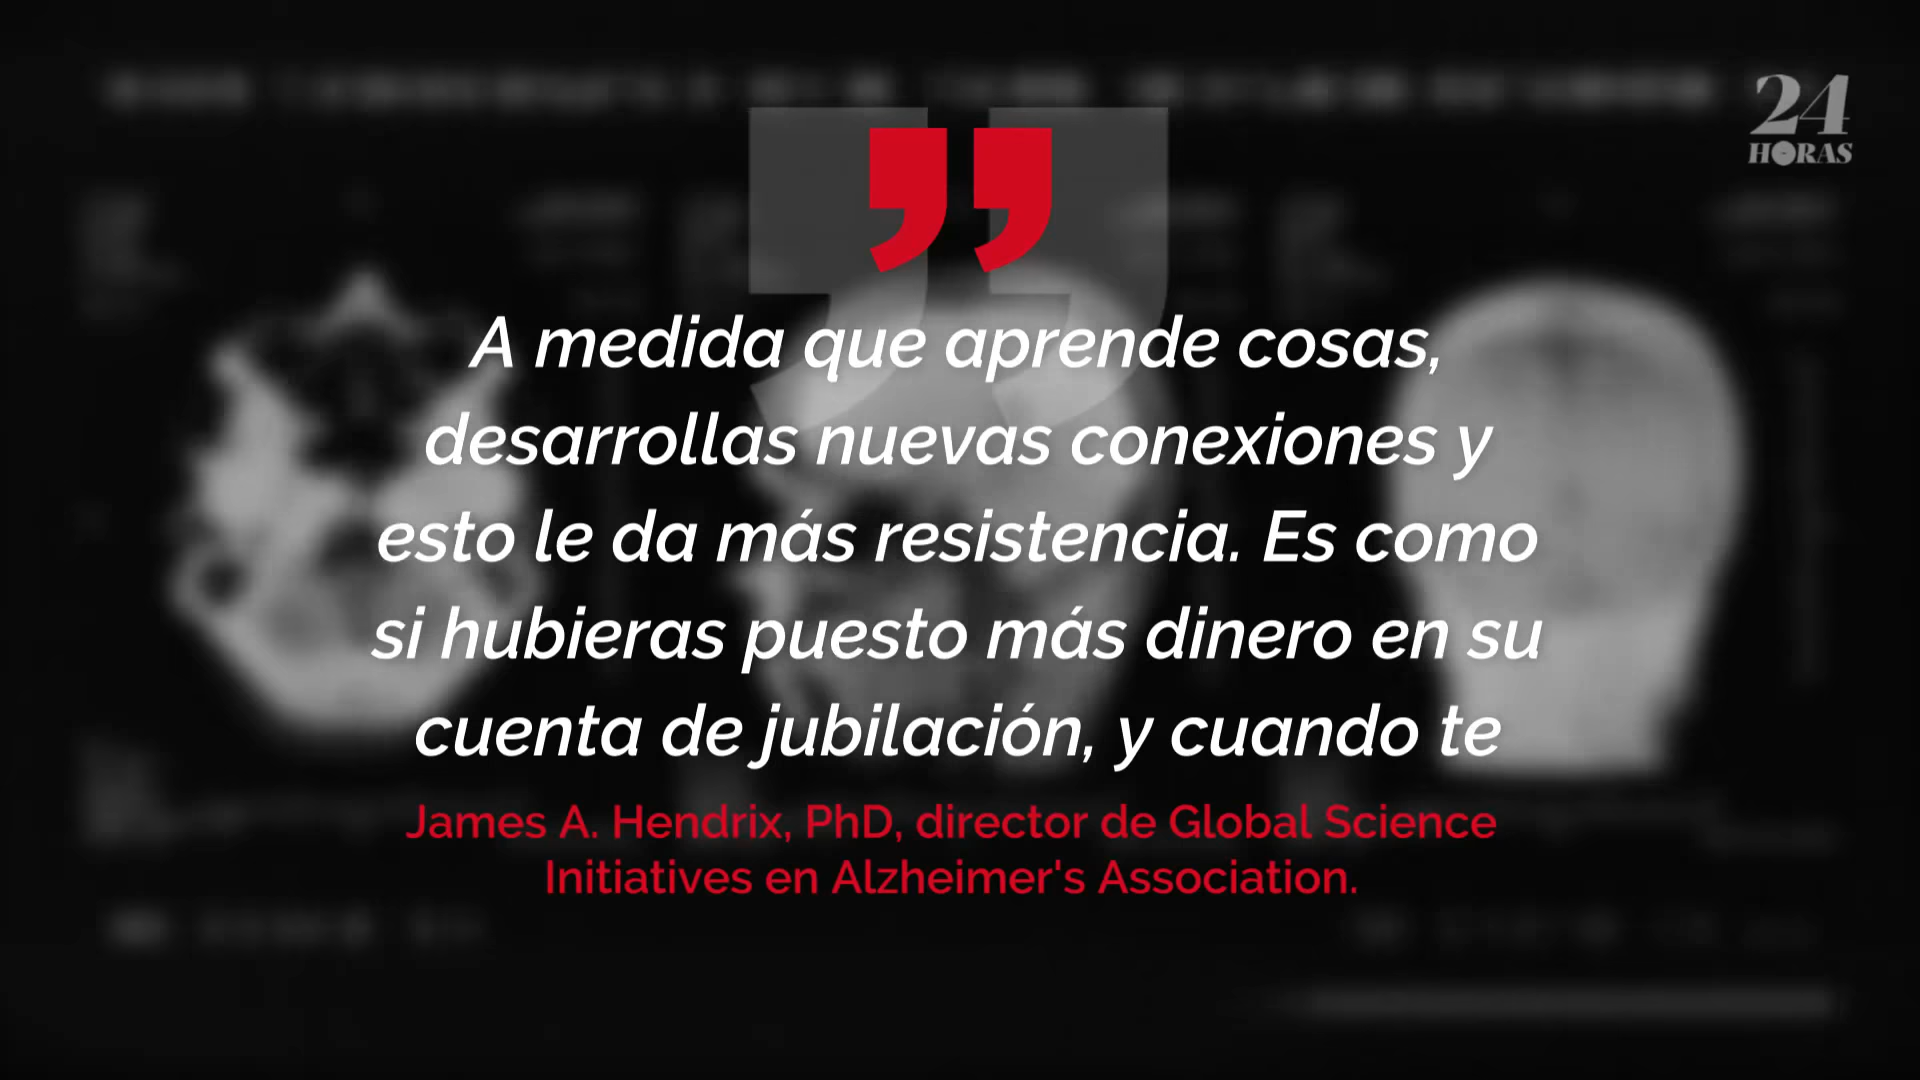 24
HORAS
A medida que aprende cosas,
desarrollas nuevas conexiones y
esto le da más resistencia. Es como
si hubieras puesto más dinero en su
cuenta de jubilación, y cuando te
James A. Hendrix, PhD, director de Global Science
Initiatives en Alzheimer's Association.